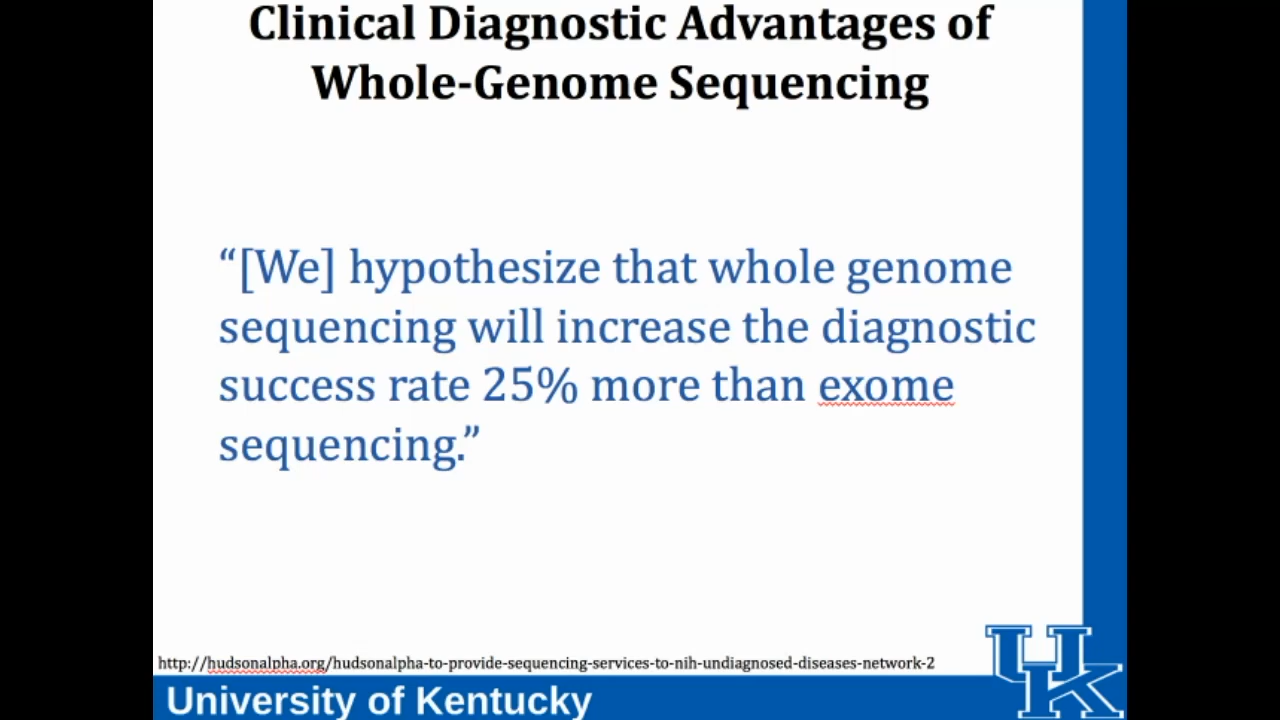 Clinical Diagnostic Advantages of
Whole-Genome Sequencing
“[We] hypothesize that whole genome
sequencing will increase the diagnostic
success rate 25% more than exome
sequencing.”
http://hudsonalpha.org/hudsonalpha-to-provide-sequencing-services-to-nih-undiagnosed-diseases-network-2
University of Kentucky
UK